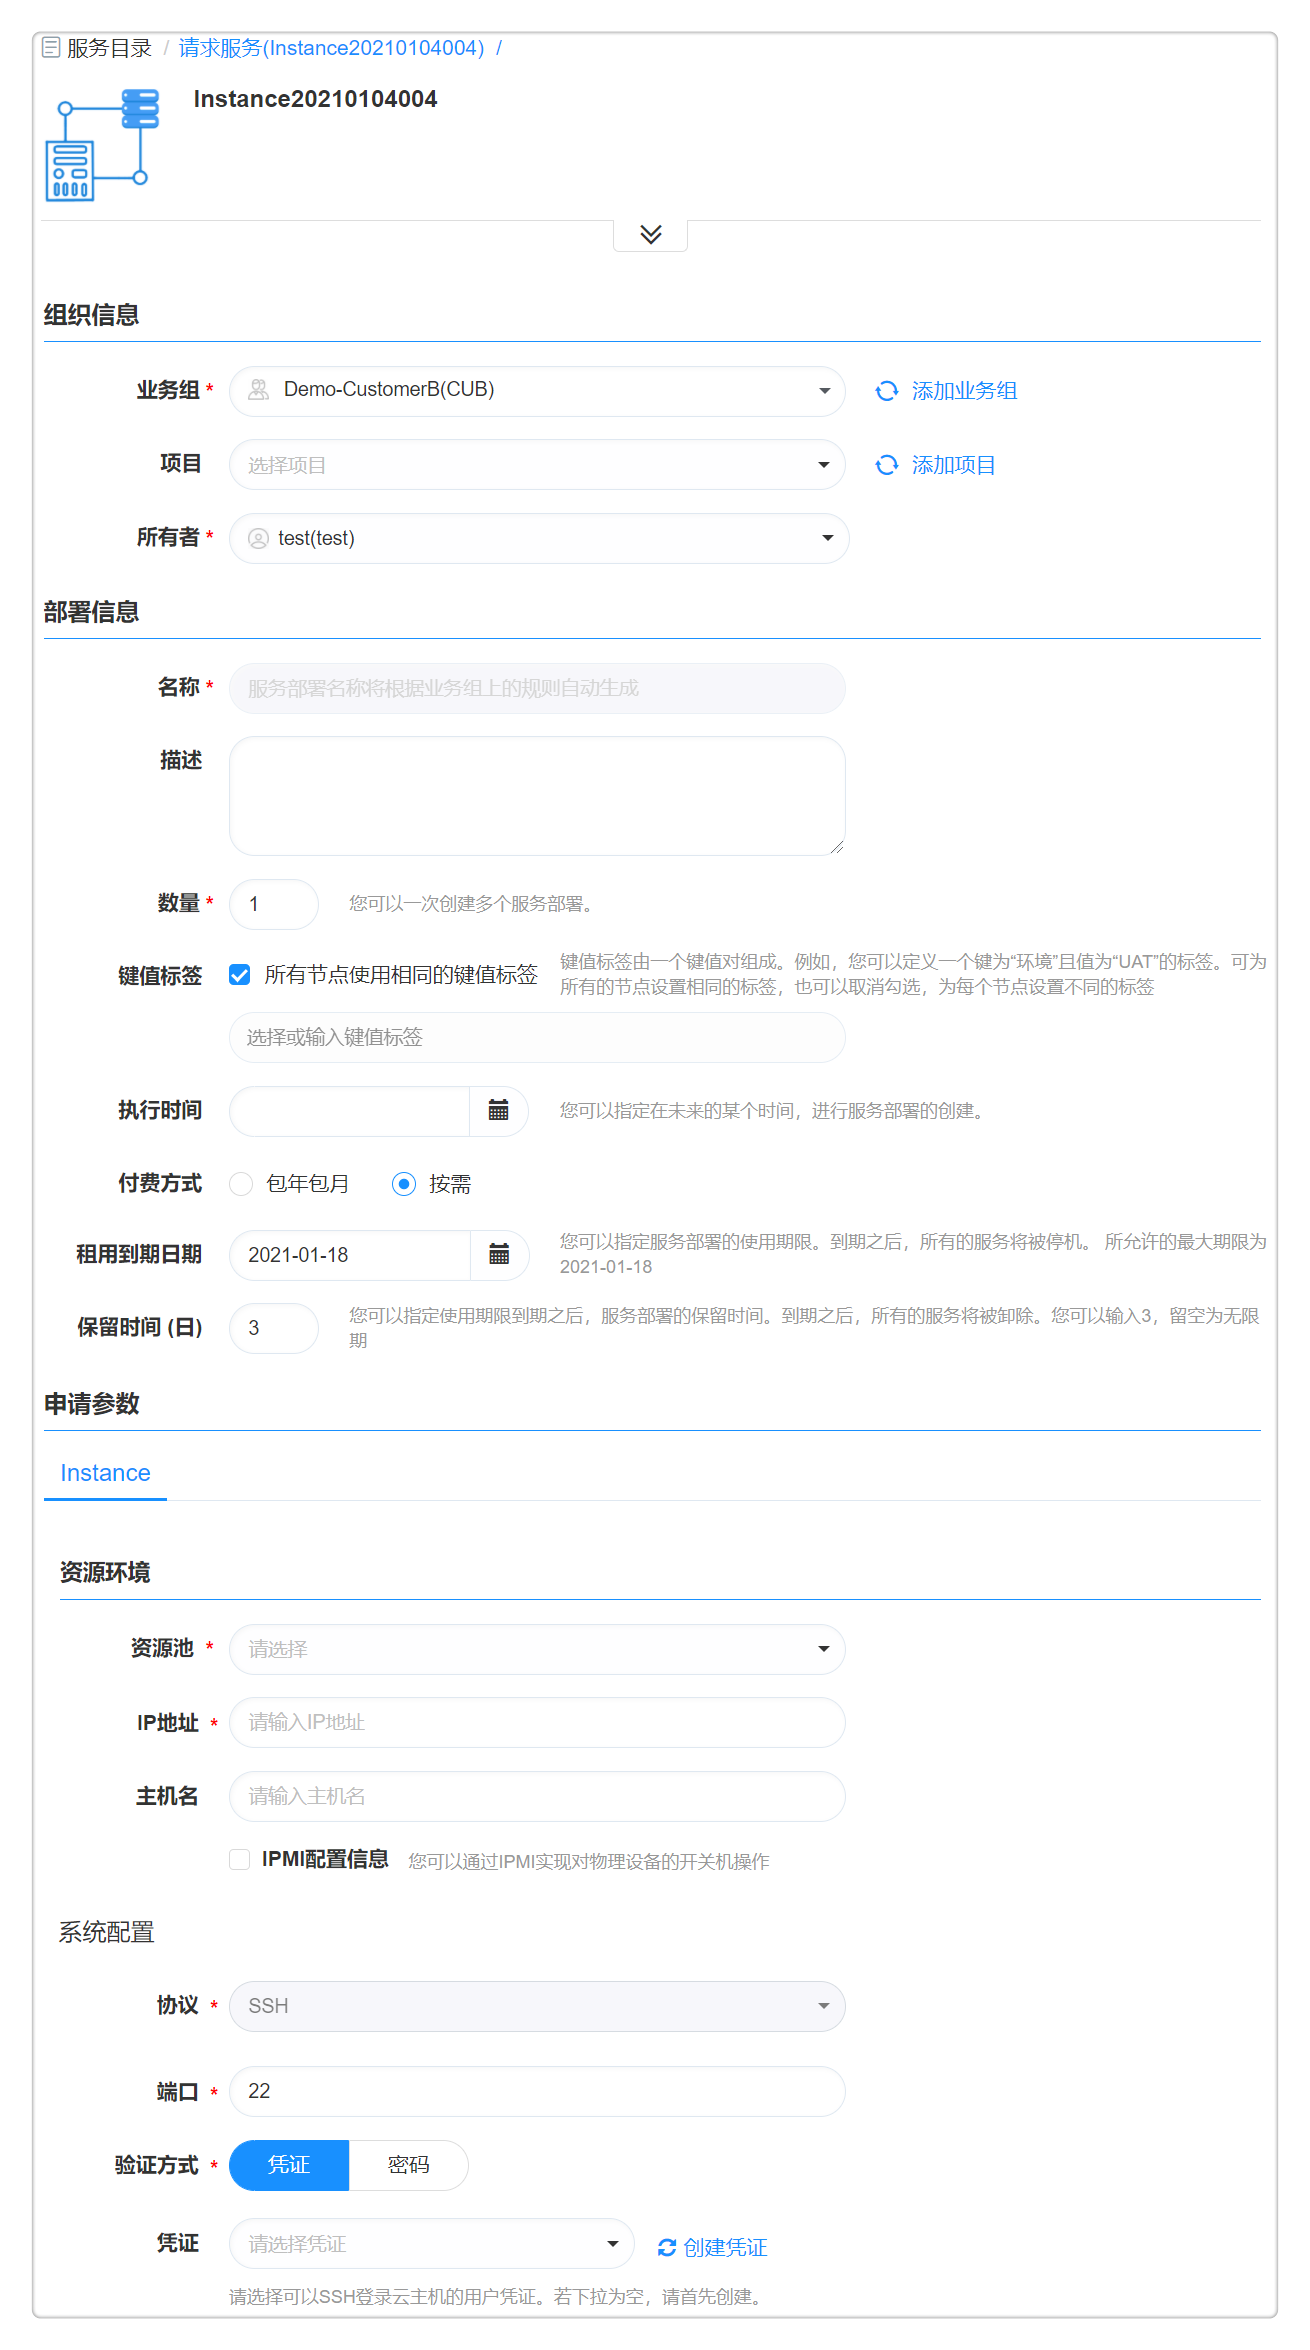 服务目录 / 请求服务(Instance20210104004) /
Instance20210104004
组织信息
业务组 * Demo-CustomerB(CUB) 添加业务组
项目 选择项目 添加项目
所有者 * test(test)
部署信息
名称 * 服务部署名称将根据业务组上的规则自动生成
描述
数量 * 1 您可以一次创建多个服务部署。
键值标签 所有节点使用相同的键值标签 键值标签由一个键值对组成。例如，您可以定义一个键为“环境”且值为“UAT”的标签。可为
所有的节点设置相同的标签，也可以取消勾选，为每个节点设置不同的标签
选择或输入键值标签
执行时间 您可以指定在未来的某个时间，进行服务部署的创建。
付费方式 包年包月 按需
租用到期日期 2021-01-18 您可以指定服务部署的使用期限。到期之后，所有的服务将被停机。 所允许的最大期限为
2021-01-18
保留时间 (日) 3 您可以指定使用期限到期之后，服务部署的保留时间。到期之后，所有的服务将被卸除。您可以输入3，留空为无限
期
申请参数
Instance
资源环境
资源池 * 请选择
IP地址 * 请输入IP地址
主机名 请输入主机名
IPMI配置信息 您可以通过IPMI实现对物理设备的开关机操作
系统配置
协议 * SSH
端口 * 22
验证方式 * 凭证 密码
凭证 请选择凭证 创建凭证
请选择可以SSH登录云主机的用户凭证。若下拉为空，请首先创建。